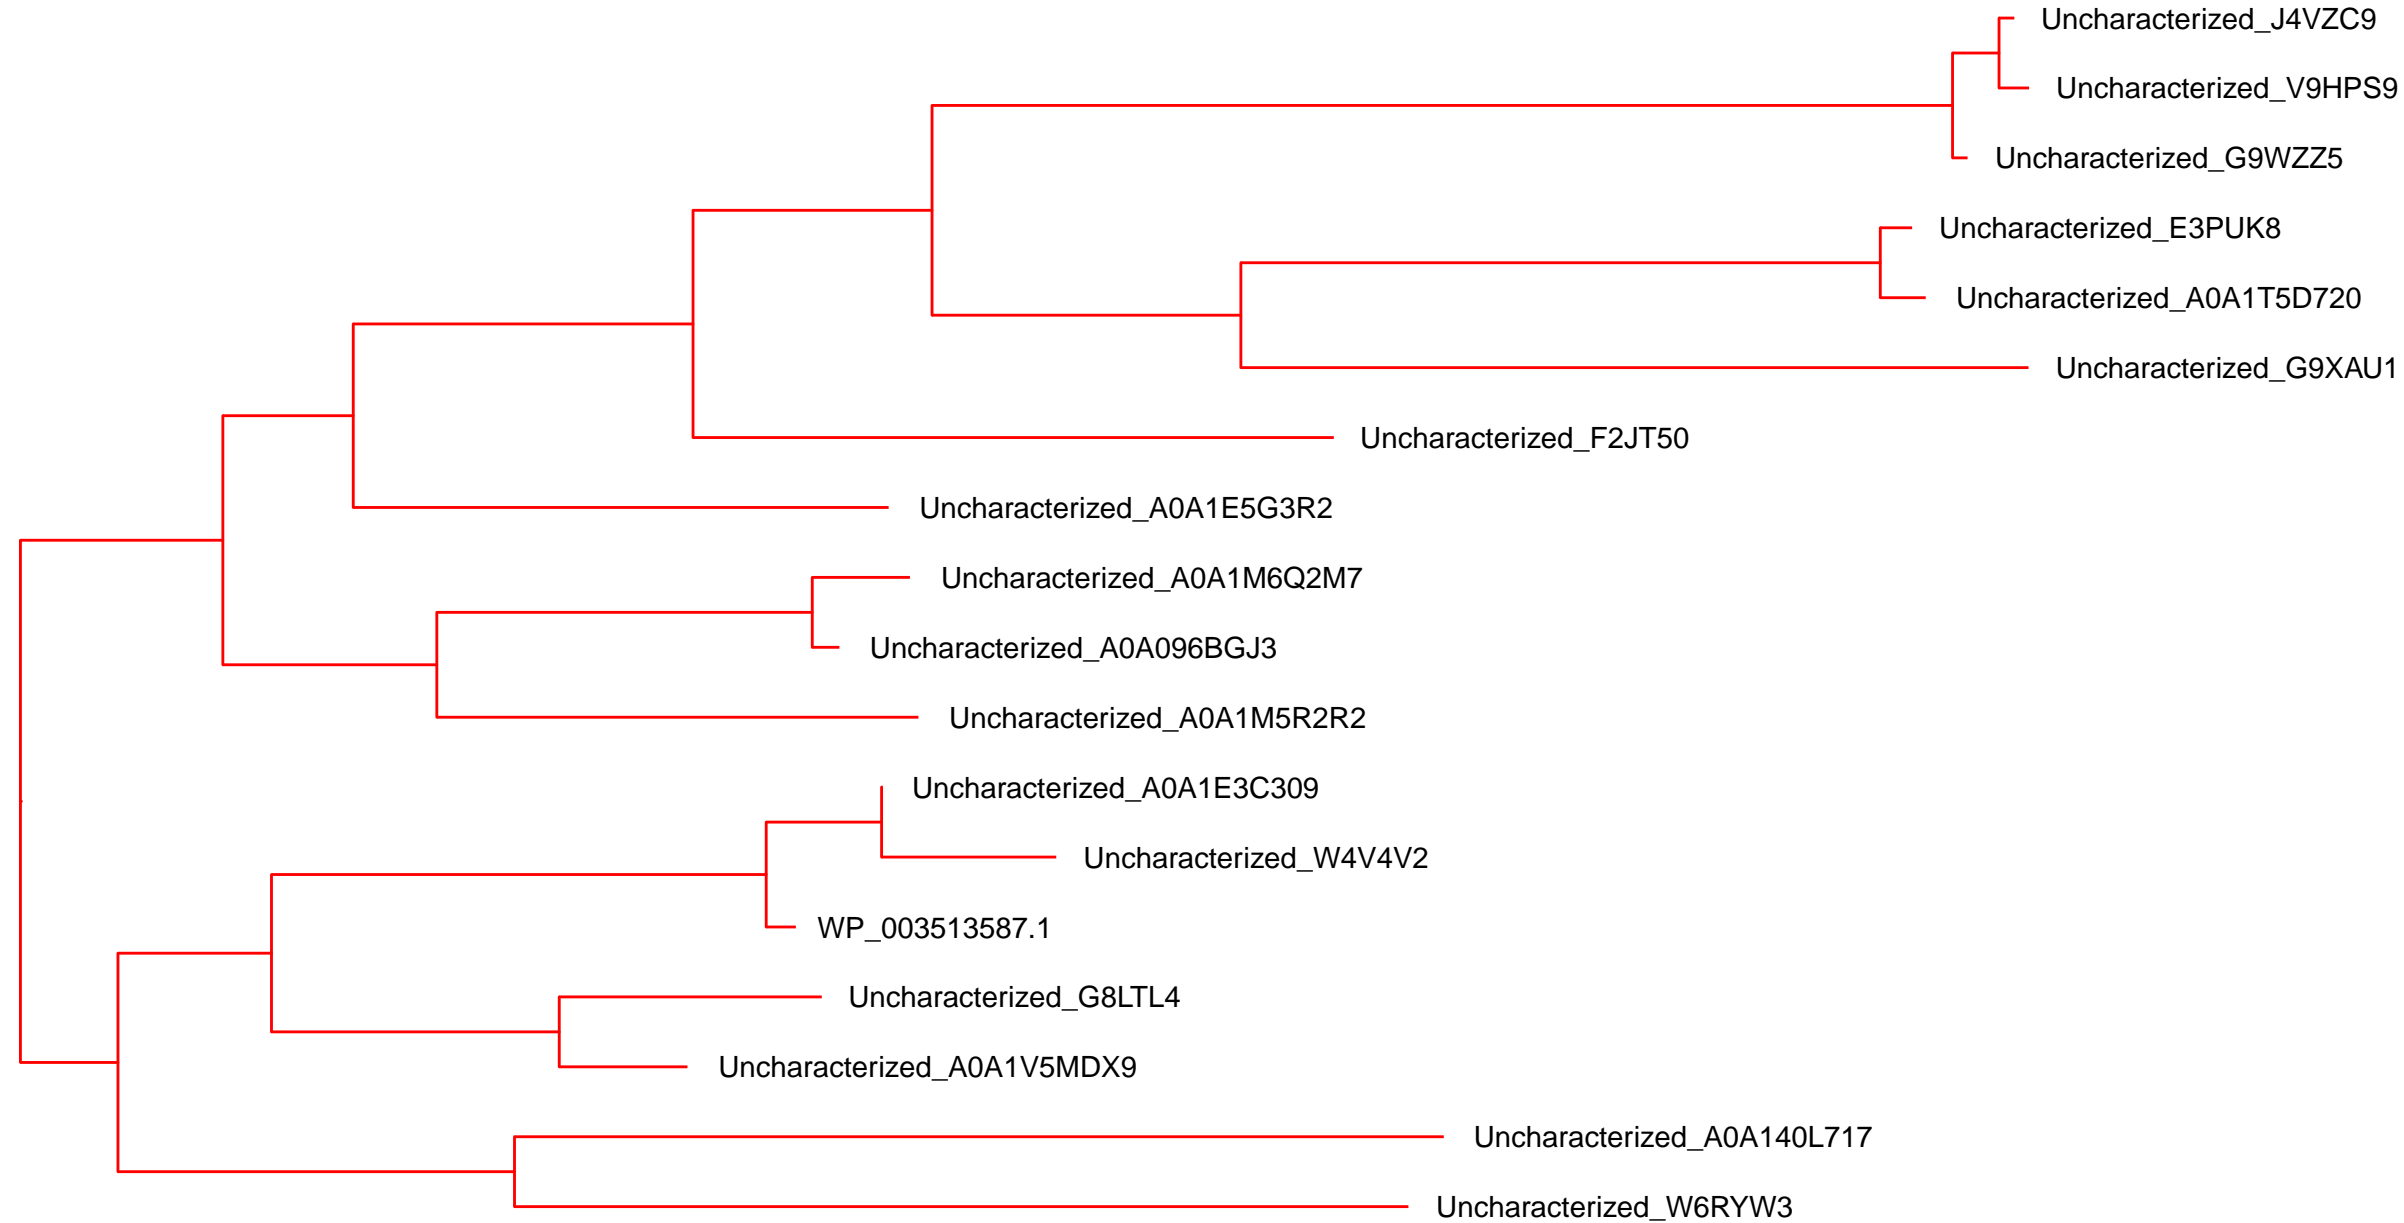 Uncharacterized_J4VZC9
Uncharacterized_V9HPS9
Uncharacterized_G9WZZ5
Uncharacterized_E3PUK8
Uncharacterized_A0A1T5D720
Uncharacterized_G9XAU1
Uncharacterized_F2JT50
Uncharacterized_A0A1E5G3R2
Uncharacterized_A0A1M6Q2M7
Uncharacterized_A0A096BGJ3
Uncharacterized_A0A1M5R2R2
Uncharacterized_A0A1E3C309
Uncharacterized_W4V4V2
WP_003513587.1
Uncharacterized_G8LTL4
Uncharacterized_A0A1V5MDX9
Uncharacterized_A0A140L717
Uncharacterized_W6RYW3